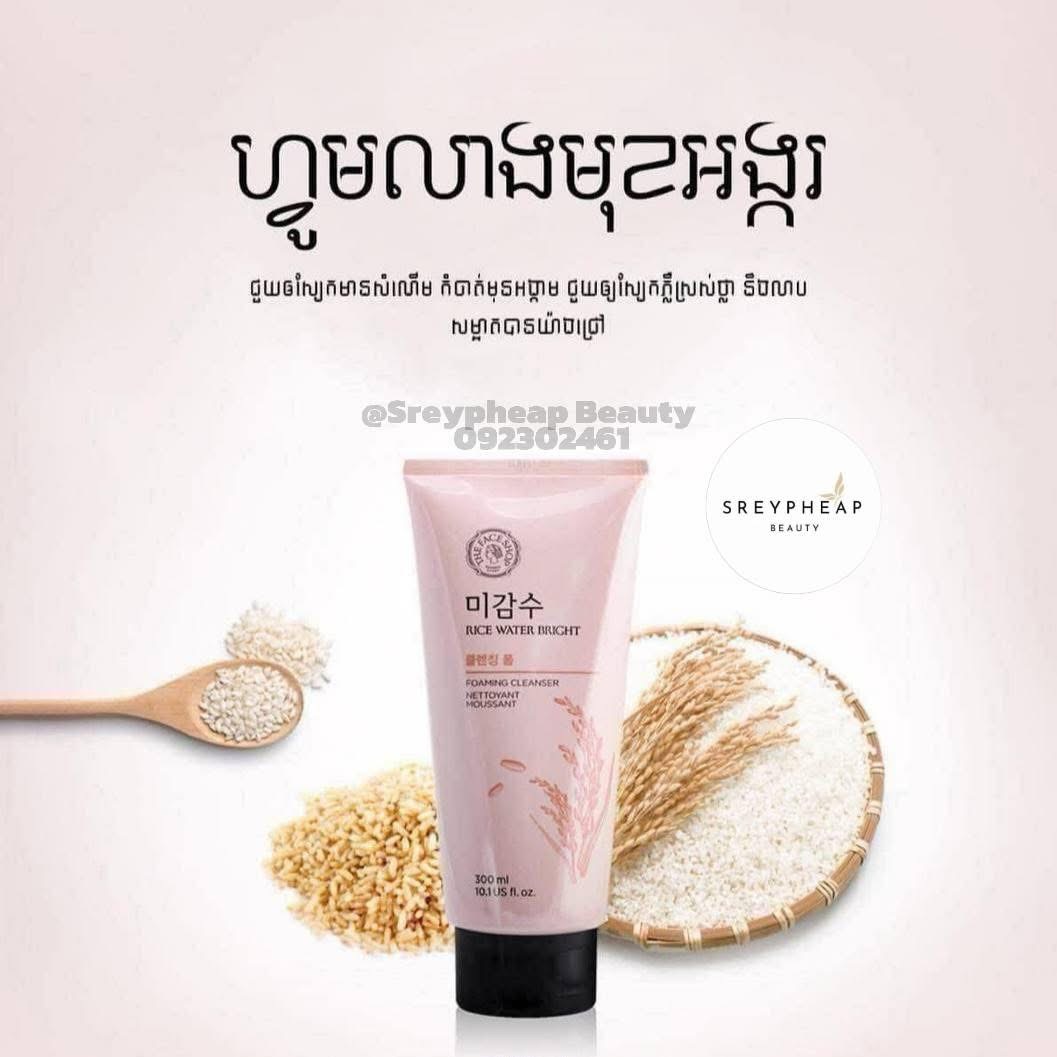 ហ្វូមលាងមុខអង្ករ
ជួយឲស្បែកមានសំណើម កំចាត់មុនអង្កាម ជួយឲ្យស្បែកភ្លឺស្រស់ថ្លា និងលាប
សម្អាតបានយ៉ាងជ្រៅ
@Sreypheap Beauty
092302461
SREYPHEAP
BEAUTY
THE FACE SHOP
미감수
RICE WATER BRIGHT
클렌징 폼
FOAMING CLEANSER
NETTOYANT
MOUSSANT
300 ml
10.1 US fl. oz.